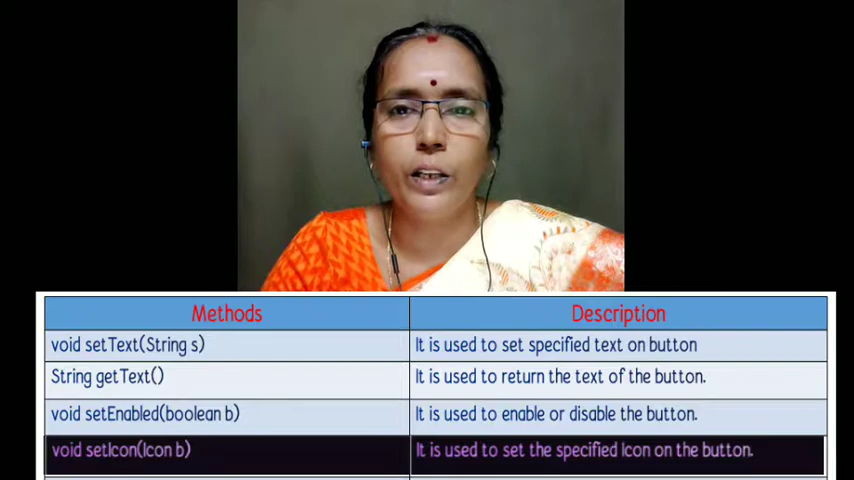 Methods Description
void setText(String s) It is used to set specified text on button
String getText() It is used to return the text of the button.
void setEnabled(boolean b) It is used to enable or disable the button.
void setIcon(Icon b) It is used to set the specified Icon on the button.